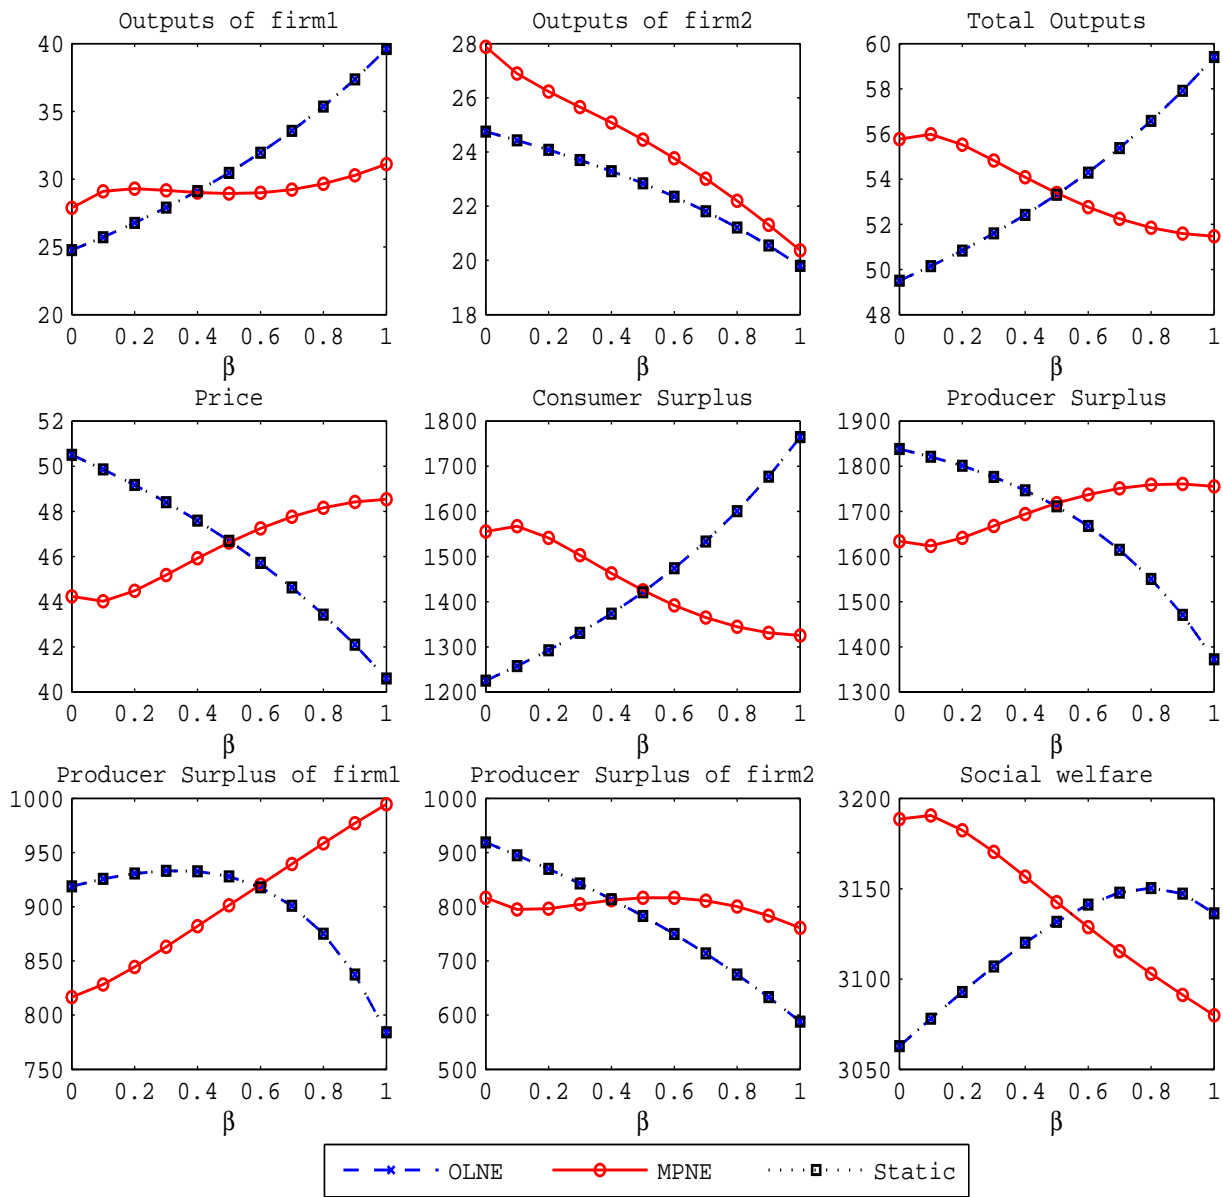 Outputs of firm1
Outputs of firm2
Total Outputs
40
35
30
25
20
0 0.2 0.4 0.6 0.8 1
β
28
26
24
22
20
18
0 0.2 0.4 0.6 0.8 1
β
60
58
56
54
52
50
48
0 0.2 0.4 0.6 0.8 1
β
Price
Consumer Surplus
Producer Surplus
52
50
48
46
44
42
40
0 0.2 0.4 0.6 0.8 1
β
1800
1700
1600
1500
1400
1300
1200
0 0.2 0.4 0.6 0.8 1
β
1900
1800
1700
1600
1500
1400
1300
0 0.2 0.4 0.6 0.8 1
β
Producer Surplus of firm1
Producer Surplus of firm2
Social welfare
1000
950
900
850
800
750
0 0.2 0.4 0.6 0.8 1
β
1000
900
800
700
600
500
0 0.2 0.4 0.6 0.8 1
β
3200
3150
3100
3050
0 0.2 0.4 0.6 0.8 1
β
OLNE MPNE Static